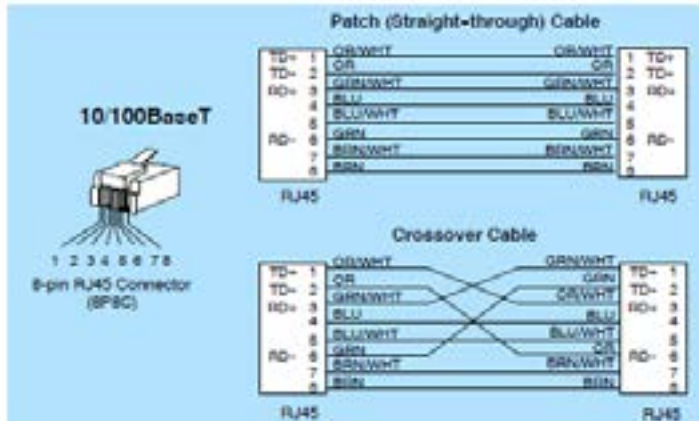 Patch (Straight-through) Cable
TD+ 1 OR/WHT OR/WHT 1 TD+
TD+ 2 OR OR 2 TD+
RD+ 3 GRN/WHT GRN/WHT 3 RD+
4 BLU BLU 4
5 BLU/WHT BLU/WHT 5
RD- 6 GRN GRN 6 RD-
7 BRN/WHT BRN/WHT 7
8 BRN BRN 8
RJ45 RJ45
10/100BaseT
1 2 3 4 5 6 7 8
8-pin RJ45 Connector
(8P8C)
Crossover Cable
TD+ 1 OR/WHT GRN/WHT 1 TD+
TD+ 2 OR GRN 2 TD+
RD+ 3 GRN/WHT OR/WHT 3 RD+
4 BLU BLU 4
5 BLU/WHT BLU/WHT 5
RD- 6 GRN OR 6 RD-
7 BRN/WHT BRN/WHT 7
8 BRN BRN 8
RJ45 RJ45